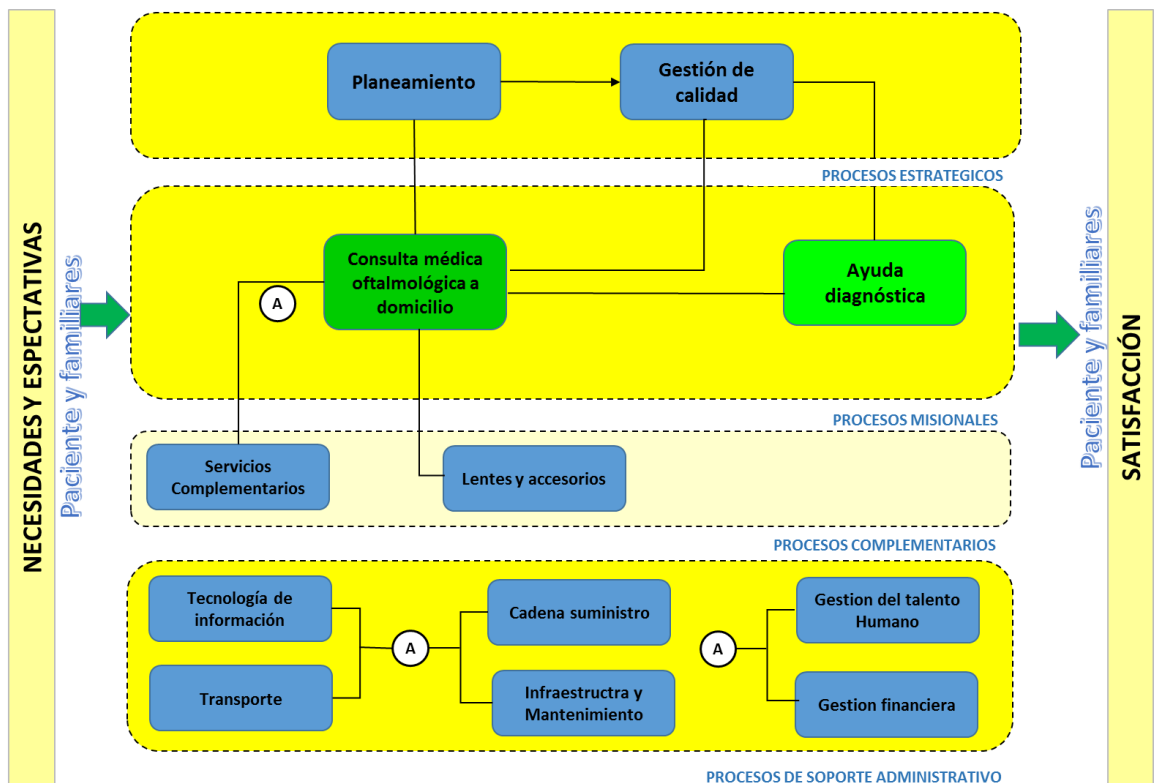 NECESIDADES Y ESPECTATIVAS
Paciente y familiares
Planeamiento
Gestión de
calidad
PROCESOS ESTRATEGICOS
Consulta médica
oftalmológica a
domicilio
Ayuda
diagnóstica
A
PROCESOS MISIONALES
Servicios
Complementarios
Lentes y accesorios
PROCESOS COMPLEMENTARIOS
Tecnología de
información
Cadena suministro
Gestion del talento
Humano
A
A
Transporte
Infraestructra y
Mantenimiento
Gestion financiera
PROCESOS DE SOPORTE ADMINISTRATIVO
Paciente y familiares
SATISFACCIÓN